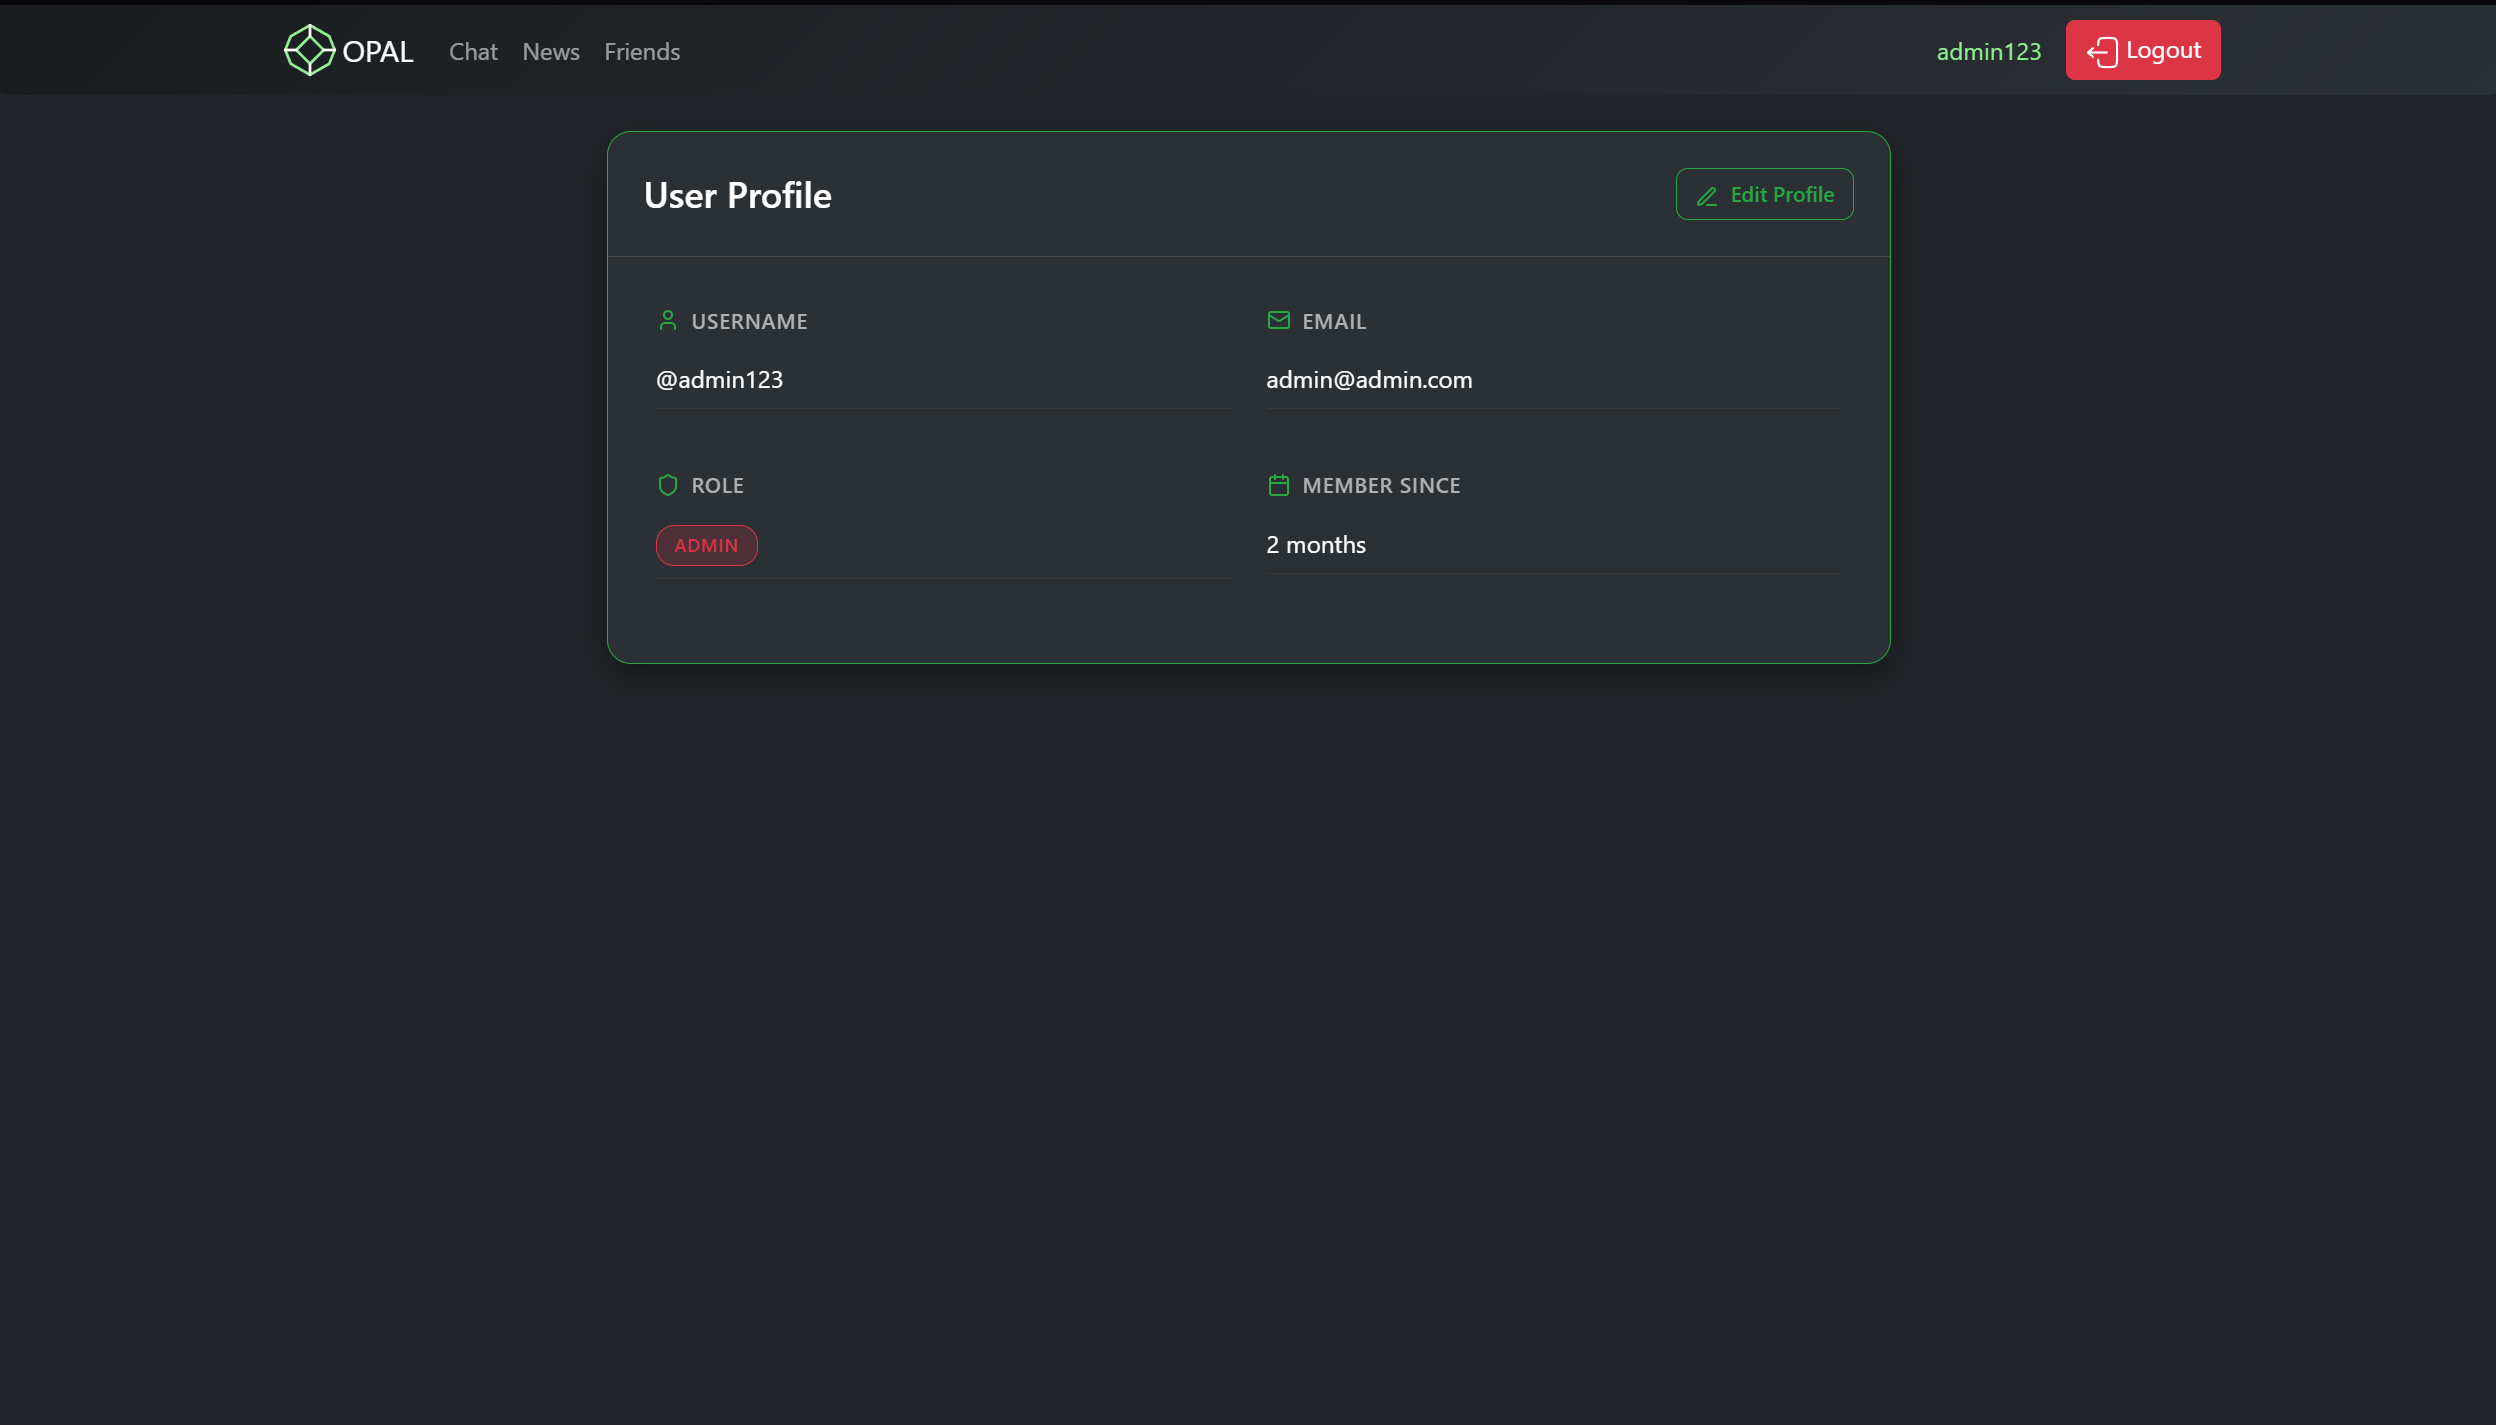 OPAL Chat News Friends admin123 Logout
User Profile Edit Profile
USERNAME EMAIL
@admin123 admin@admin.com
ROLE MEMBER SINCE
ADMIN 2 months